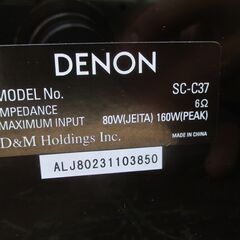 DENON
MODEL No. SC-C37
IMPEDANCE 6Ω
MAXIMUM INPUT 80W(JEITA) 160W(PEAK)
D&M Holdings Inc. MADE IN CHINA
ALJ80231103850